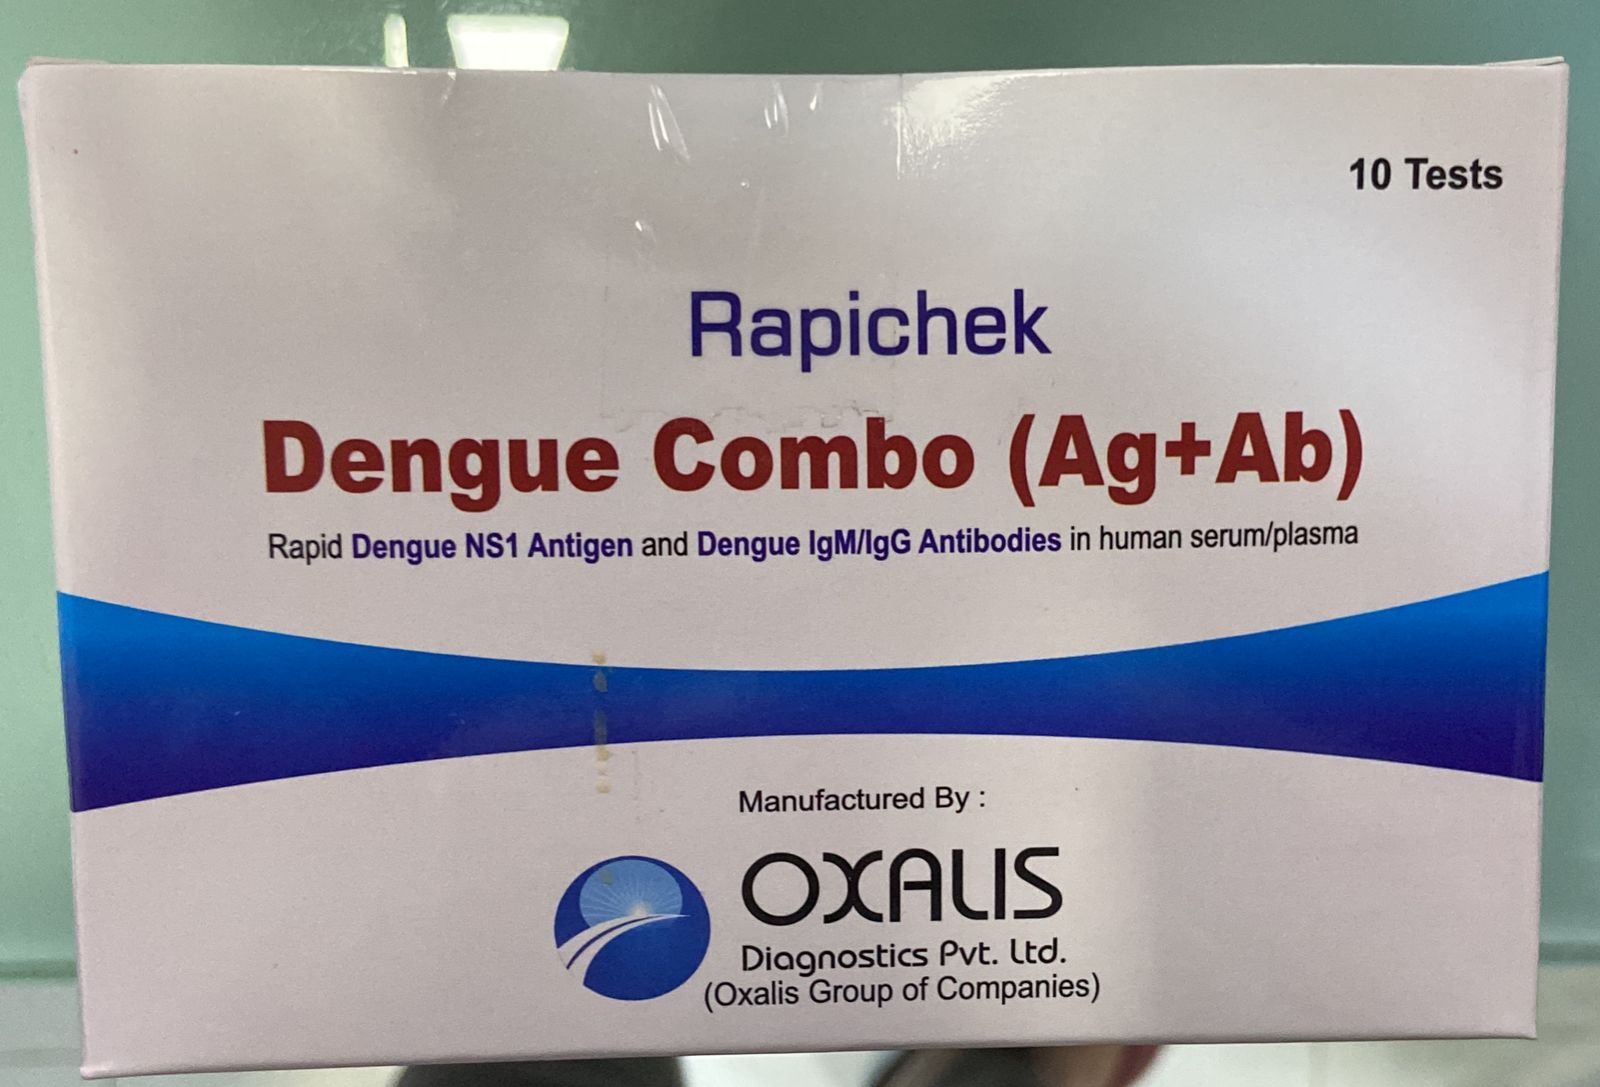 10 Tests
Rapichek
Dengue Combo (Ag+Ab)
Rapid Dengue NS1 Antigen and Dengue IgM/IgG Antibodies in human serum/plasma
Manufactured By :
OXALIS
Diagnostics Pvt. Ltd.
(Oxalis Group of Companies)